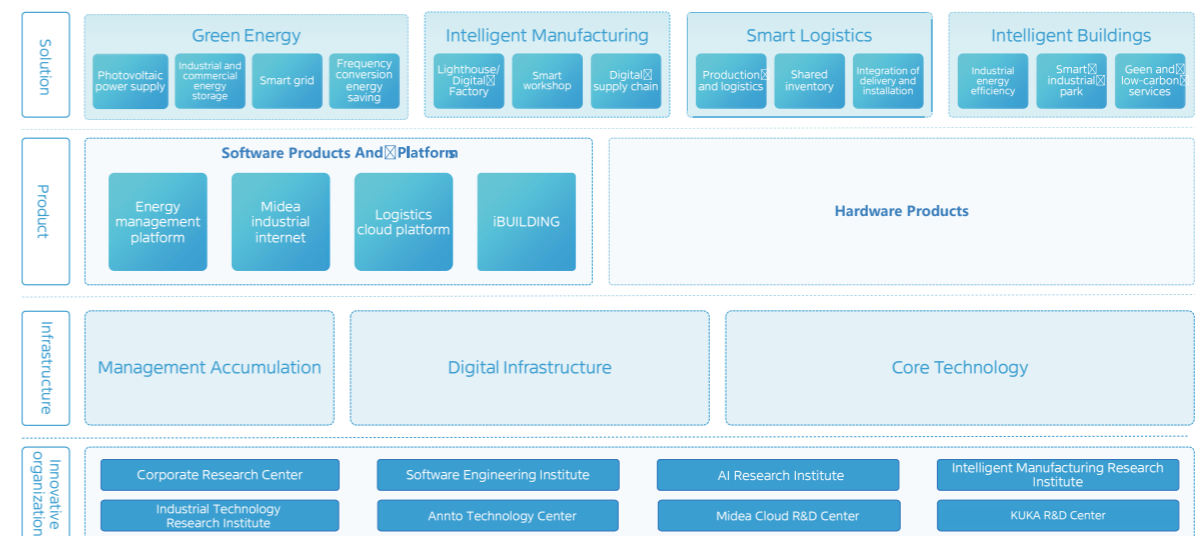 Solution
Green Energy
Photovoltaic
power supply
Industrial and
commercial
energy
storage
Smart grid
Frequency
conversion
energy
saving
Intelligent Manufacturing
Lighthouse/
Digital
Factory
Smart
workshop
Digital
supply chain
Smart Logistics
Production
and logistics
Shared
inventory
Integration of
delivery and
installation
Intelligent Buildings
Industrial
energy
efficiency
Smart
industrial
park
Geen and
low-carbon
services
Product
Software Products And Platform
Energy
management
platform
Midea
industrial
internet
Logistics
cloud platform
iBUILDING
Hardware Products
Infrastructure
Management Accumulation
Digital Infrastructure
Core Technology
Innovative
organization
Corporate Research Center
Software Engineering Institute
AI Research Institute
Intelligent Manufacturing Research
Institute
Industrial Technology
Research Institute
Annto Technology Center
Midea Cloud R&D Center
KUKA R&D Center